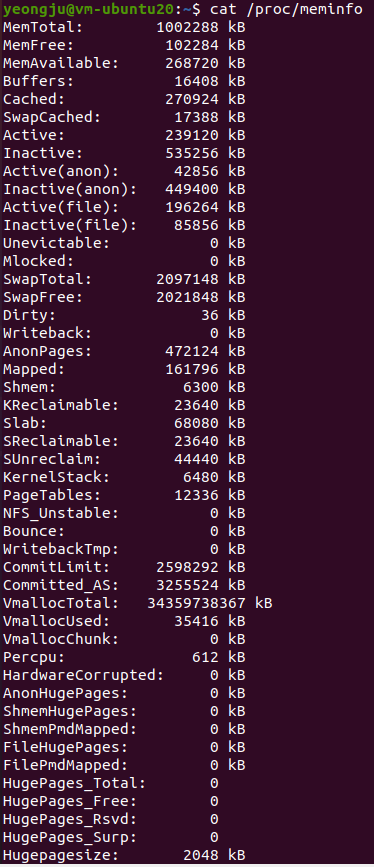 yeongju@vm-ubuntu20:~$ cat /proc/meminfo
MemTotal:        1002288 kB
MemFree:          102284 kB
MemAvailable:     268720 kB
Buffers:           16408 kB
Cached:           270924 kB
SwapCached:        17388 kB
Active:           239120 kB
Inactive:         535256 kB
Active(anon):      42856 kB
Inactive(anon):   449400 kB
Active(file):     196264 kB
Inactive(file):    85856 kB
Unevictable:           0 kB
Mlocked:               0 kB
SwapTotal:       2097148 kB
SwapFree:        2021848 kB
Dirty:                36 kB
Writeback:             0 kB
AnonPages:        472124 kB
Mapped:           161796 kB
Shmem:              6300 kB
KReclaimable:      23640 kB
Slab:              68080 kB
SReclaimable:      23640 kB
SUnreclaim:        44440 kB
KernelStack:        6480 kB
PageTables:        12336 kB
NFS_Unstable:          0 kB
Bounce:                0 kB
WritebackTmp:          0 kB
CommitLimit:     2598292 kB
Committed_AS:    3255524 kB
VmallocTotal:   34359738367 kB
VmallocUsed:       35416 kB
VmallocChunk:          0 kB
Percpu:              612 kB
HardwareCorrupted:     0 kB
AnonHugePages:         0 kB
ShmemHugePages:        0 kB
ShmemPmdMapped:        0 kB
FileHugePages:         0 kB
FilePmdMapped:         0 kB
HugePages_Total:       0
HugePages_Free:        0
HugePages_Rsvd:        0
HugePages_Surp:        0
Hugepagesize:       2048 kB